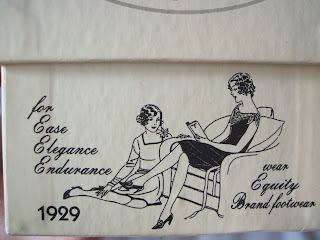 for
Ease
Elegance
Endurance
1929
wear
Equity
Brand footwear